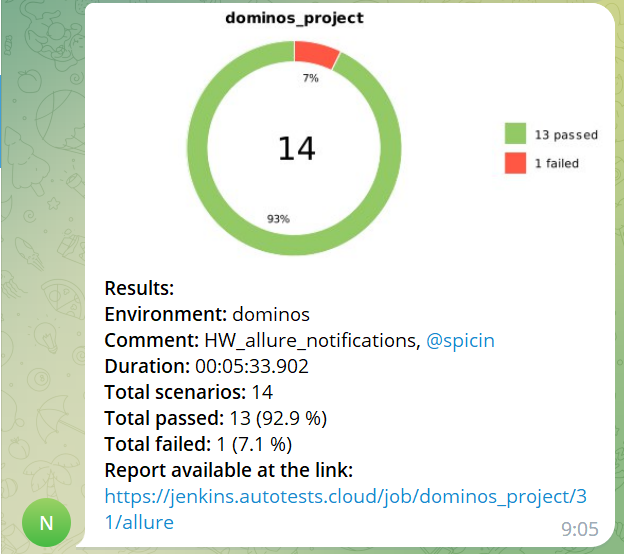 dominos_project
7%
14
93%
13 passed
1 failed
Results:
Environment: dominos
Comment: HW_allure_notifications, @spicin
Duration: 00:05:33.902
Total scenarios: 14
Total passed: 13 (92.9 %)
Total failed: 1 (7.1 %)
Report available at the link:
https://jenkins.autotests.cloud/job/dominos_project/3
1/allure
N
9:05